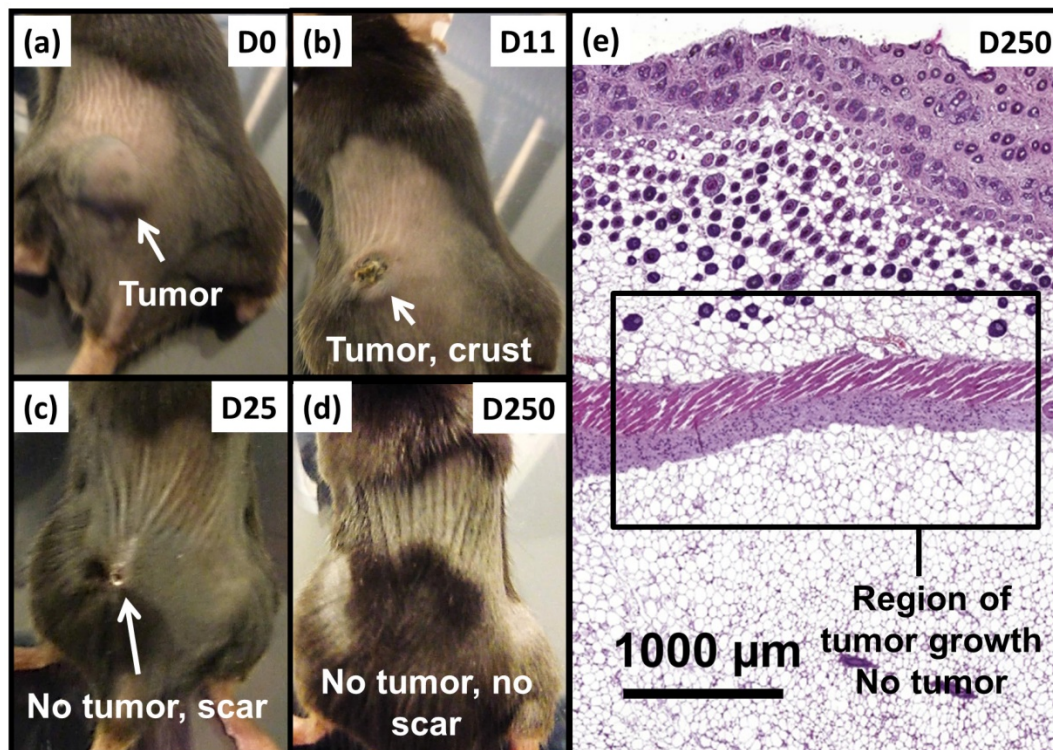 (a) D0
Tumor
(b) D11
Tumor, crust
(c) D25
No tumor, scar
(d) D250
No tumor, no
scar
(e) D250
Region of
tumor growth
No tumor
1000 µm